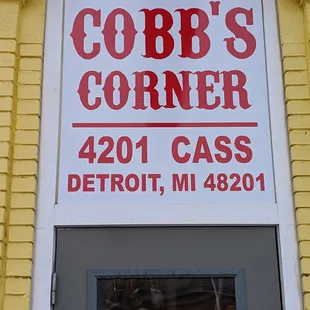 COBB'S
CORNER
4201 CASS
DETROIT, MI 48201